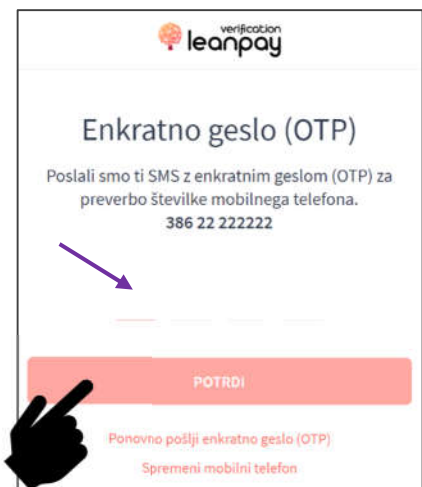 verification
leanpay
Enkratno geslo (OTP)
Poslali smo ti SMS z enkratnim geslom (OTP) za
preverbo številke mobilnega telefona.
386 22 222222
POTRDI
Ponovno pošlji enkratno geslo (OTP)
Spremeni mobilni telefon